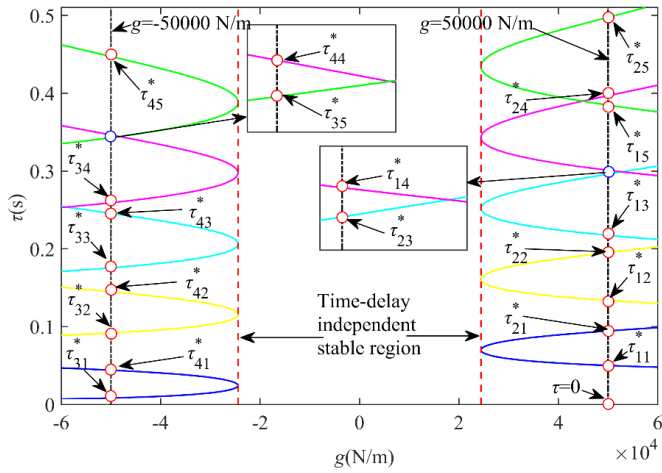 g=-50000 N/m
g=50000 N/m
0.5
0.4
0.3
0.2
0.1
0
τ(s)
τ*45
τ*34
τ*43
τ*33
τ*42
τ*32
τ*41
τ*31
τ*44
τ*35
τ*14
τ*23
τ*25
τ*24
τ*15
τ*13
τ*22
τ*12
τ*21
τ*11
τ=0
Time-delay
independent
stable region
-6 -4 -2 0 2 4 6
×10⁴
g(N/m)